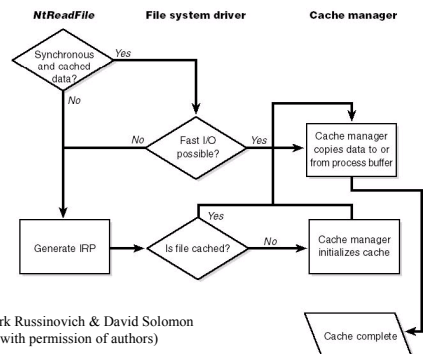 NtReadFile
File system driver
Cache manager
Synchronous
and cached
data?
Yes
No
No
Fast I/O
possible?
Yes
Cache manager
copies data to or
from process buffer
Generate IRP
Yes
Is file cached?
No
Cache manager
initializes cache
rk Russinovich & David Solomon
with permission of authors)
Cache complete